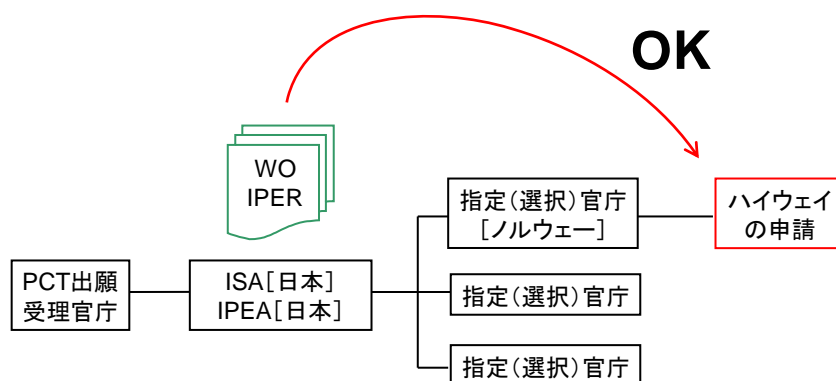 OK
WO
IPER
指定(選択)官庁
[ノルウェー]
ハイウェイ
の申請
PCT出願
受理官庁
ISA[日本]
IPEA[日本]
指定(選択)官庁
指定(選択)官庁